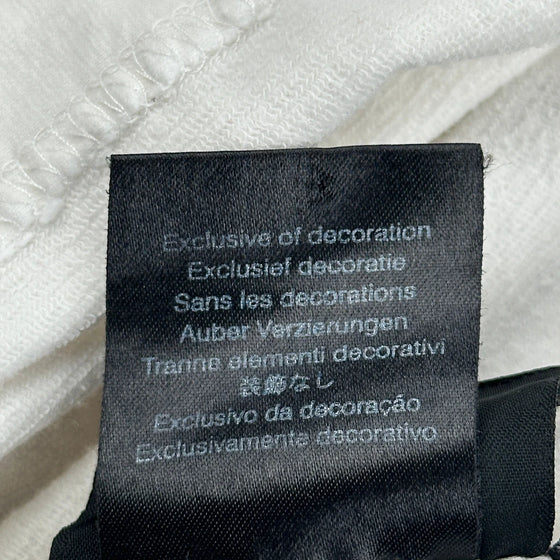 Exclusive of decoration
Exclusief decoratie
Sans les decorations
Auber Verzierungen
Tranne elementi decorativi
装飾なし
Exclusivo da decoração
Exclusivamente decorativo